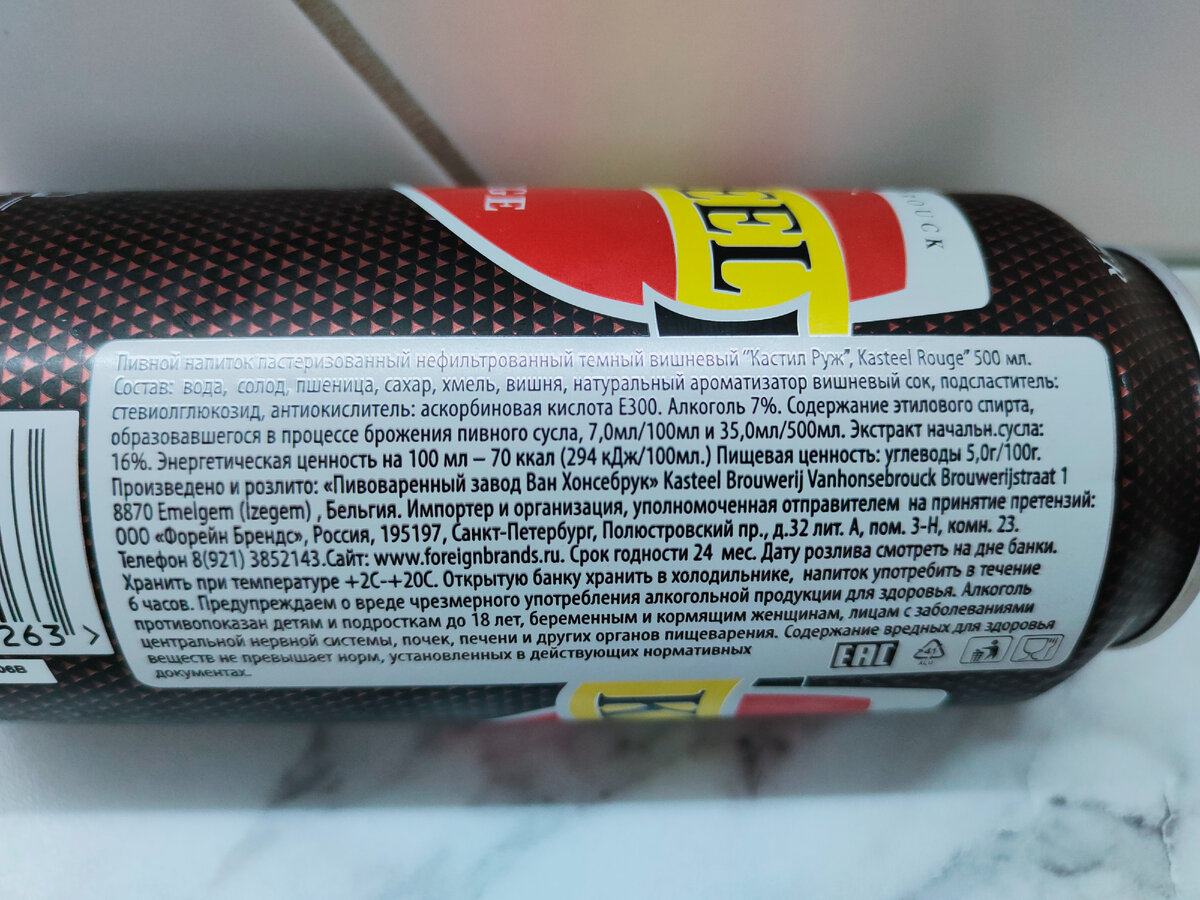 OUCK
CEEL
GE
Пивной напиток пастеризованный нефильтрованный темный вишневый "Кастил Руж", Kasteel Rouge" 500 мл.
Состав: вода, солод, пшеница, сахар, хмель, вишня, натуральный ароматизатор вишневый сок, подсластитель:
стевиолглюкозид, антиокислитель: аскорбиновая кислота Е300. Алкоголь 7%. Содержание этилового спирта,
образовавшегося в процессе брожения пивного сусла, 7,0мл/100мл и 35,0мл/500мл. Экстракт начальн.сусла:
16%. Энергетическая ценность на 100 мл – 70 ккал (294 кДж/100мл.) Пищевая ценность: углеводы 5,0г/100г.
Произведено и розлито: «Пивоваренный завод Ван Хонсебрук» Kasteel Brouwerij Vanhonsebrouck Brouwerijstraat 1
8870 Emelgem (Izegem) , Бельгия. Импортер и организация, уполномоченная отправителем на принятие претензий:
ООО «Форейн Брендс», Россия, 195197, Санкт-Петербург, Полюстровский пр., д.32 лит. А, пом. 3-Н, комн. 23.
Телефон 8(921) 3852143.Сайт: www.foreignbrands.ru. Срок годности 24 мес. Дату розлива смотреть на дне банки.
Хранить при температуре +2С-+20С. Открытую банку хранить в холодильнике, напиток употребить в течение
6 часов. Предупреждаем о вреде чрезмерного употребления алкогольной продукции для здоровья. Алкоголь
противопоказан детям и подросткам до 18 лет, беременным и кормящим женщинам, лицам с заболеваниями
центральной нервной системы, почек, печени и других органов пищеварения. Содержание вредных для здоровья
веществ не превышает норм, установленных в действующих нормативных
документах.
EAC
41
ALU
263 >
06B
K